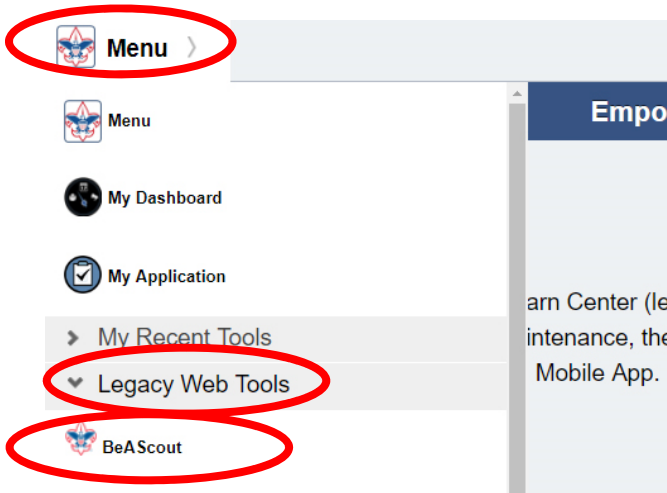 Menu
Menu
Empo
My Dashboard
My Application
arn Center (le
My Recent Tools
intenance, the
Mobile App.
Legacy Web Tools
BeAScout